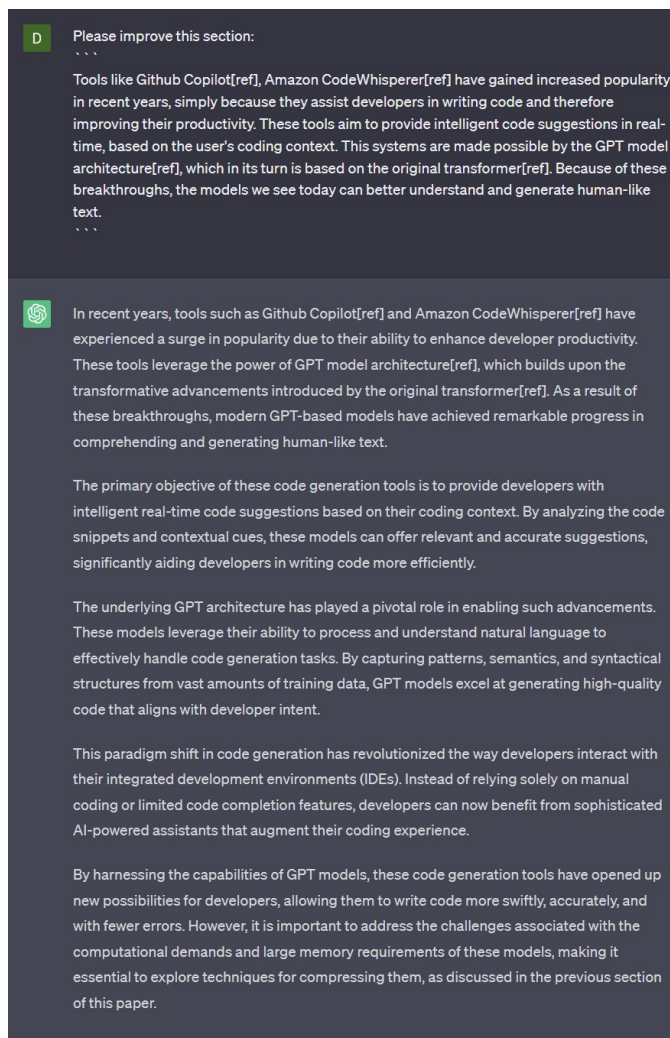 D
Please improve this section:
```
Tools like Github Copilot[ref], Amazon CodeWhisperer[ref] have gained increased popularity
in recent years, simply because they assist developers in writing code and therefore
improving their productivity. These tools aim to provide intelligent code suggestions in real-
time, based on the user's coding context. This systems are made possible by the GPT model
architecture[ref], which in its turn is based on the original transformer[ref]. Because of these
breakthroughs, the models we see today can better understand and generate human-like
text.
```
In recent years, tools such as Github Copilot[ref] and Amazon CodeWhisperer[ref] have
experienced a surge in popularity due to their ability to enhance developer productivity.
These tools leverage the power of GPT model architecture[ref], which builds upon the
transformative advancements introduced by the original transformer[ref]. As a result of
these breakthroughs, modern GPT-based models have achieved remarkable progress in
comprehending and generating human-like text.
The primary objective of these code generation tools is to provide developers with
intelligent real-time code suggestions based on their coding context. By analyzing the code
snippets and contextual cues, these models can offer relevant and accurate suggestions,
significantly aiding developers in writing code more efficiently.
The underlying GPT architecture has played a pivotal role in enabling such advancements.
These models leverage their ability to process and understand natural language to
effectively handle code generation tasks. By capturing patterns, semantics, and syntactical
structures from vast amounts of training data, GPT models excel at generating high-quality
code that aligns with developer intent.
This paradigm shift in code generation has revolutionized the way developers interact with
their integrated development environments (IDEs). Instead of relying solely on manual
coding or limited code completion features, developers can now benefit from sophisticated
AI-powered assistants that augment their coding experience.
By harnessing the capabilities of GPT models, these code generation tools have opened up
new possibilities for developers, allowing them to write code more swiftly, accurately, and
with fewer errors. However, it is important to address the challenges associated with the
computational demands and large memory requirements of these models, making it
essential to explore techniques for compressing them, as discussed in the previous section
of this paper.